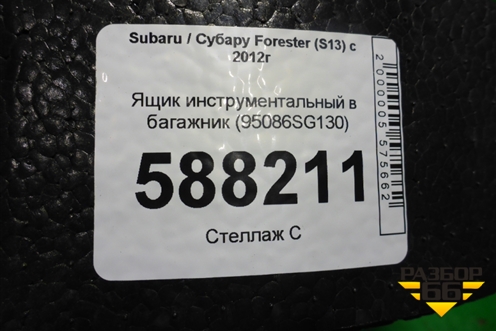 Subaru / Субару Forester (S13) с
2012г
Ящик инструментальный в
багажник (95086SG130)
588211
Стеллаж С
2000005575662
РАЗБОР
66